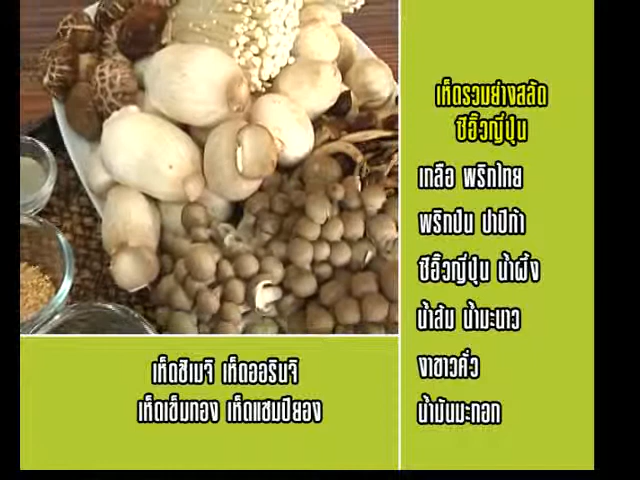 เห็ดรวมย่างสลัด
ซีอิ๊วญี่ปุ่น
เกลือ พริกไทย
พริกป่น ปาปิก้า
ซีอิ๊วญี่ปุ่น น้ำผึ้ง
น้ำส้ม น้ำมะนาว
งาขาวคั่ว
น้ำมันมะกอก
เห็ดชิเมจิ เห็ดออรินจิ
เห็ดเข็มทอง เห็ดแชมปิยอง